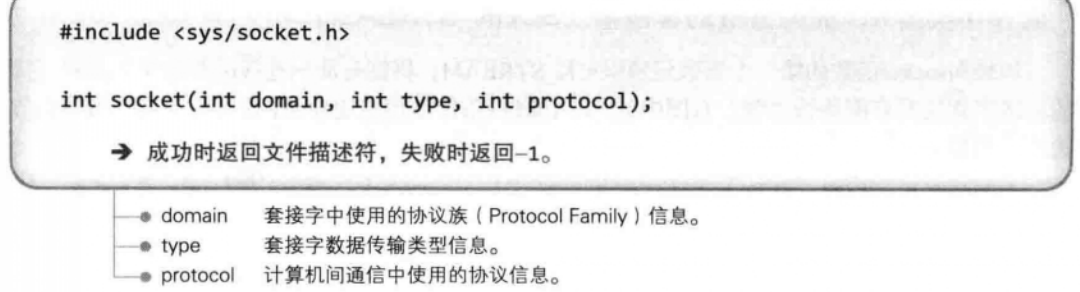 #include <sys/socket.h>
int socket(int domain, int type, int protocol);
➔ 成功时返回文件描述符，失败时返回–1。
domain 套接字中使用的协议族（Protocol Family）信息。
type 套接字数据传输类型信息。
protocol 计算机间通信中使用的协议信息。